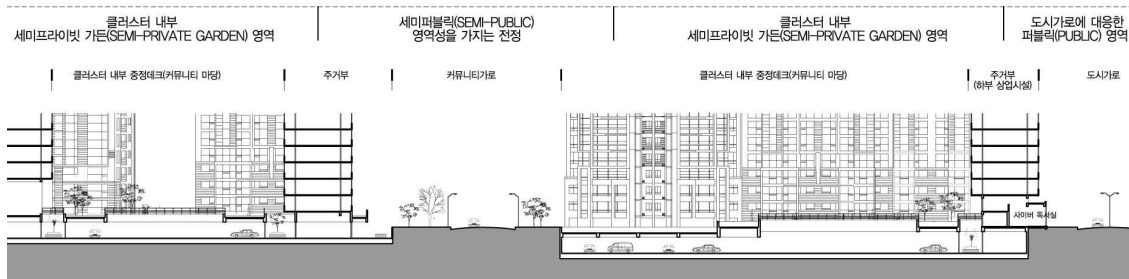 클러스터 내부
세미프라이빗 가든(SEMI-PRIVATE GARDEN) 영역
세미퍼블릭(SEMI-PUBLIC)
영역성을 가지는 전정
클러스터 내부
세미프라이빗 가든(SEMI-PRIVATE GARDEN) 영역
도시가로에 대응한
퍼블릭(PUBLIC) 영역
클러스터 내부 중정데크(커뮤니티 마당)
주거부
커뮤니티가로
클러스터 내부 중정데크(커뮤니티 마당)
주거부
(하부 상업시설)
도시가로
사이버 독서실